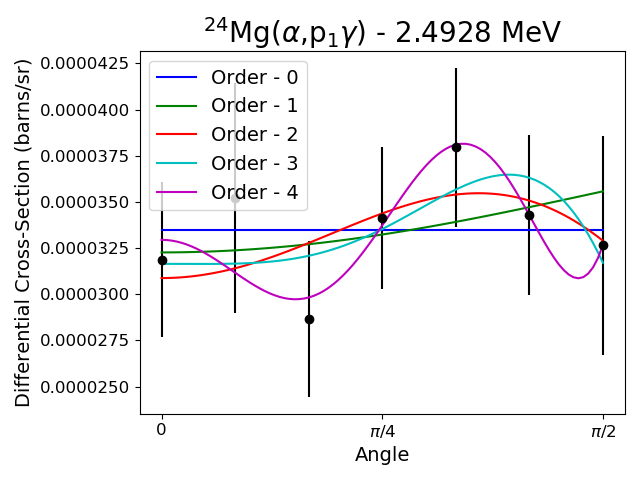 ²⁴Mg(α,p₁γ) - 2.4928 MeV
Differential Cross-Section (barns/sr)
0.0000425
0.0000400
0.0000375
0.0000350
0.0000325
0.0000300
0.0000275
0.0000250
Order - 0
Order - 1
Order - 2
Order - 3
Order - 4
0
π/4
π/2
Angle